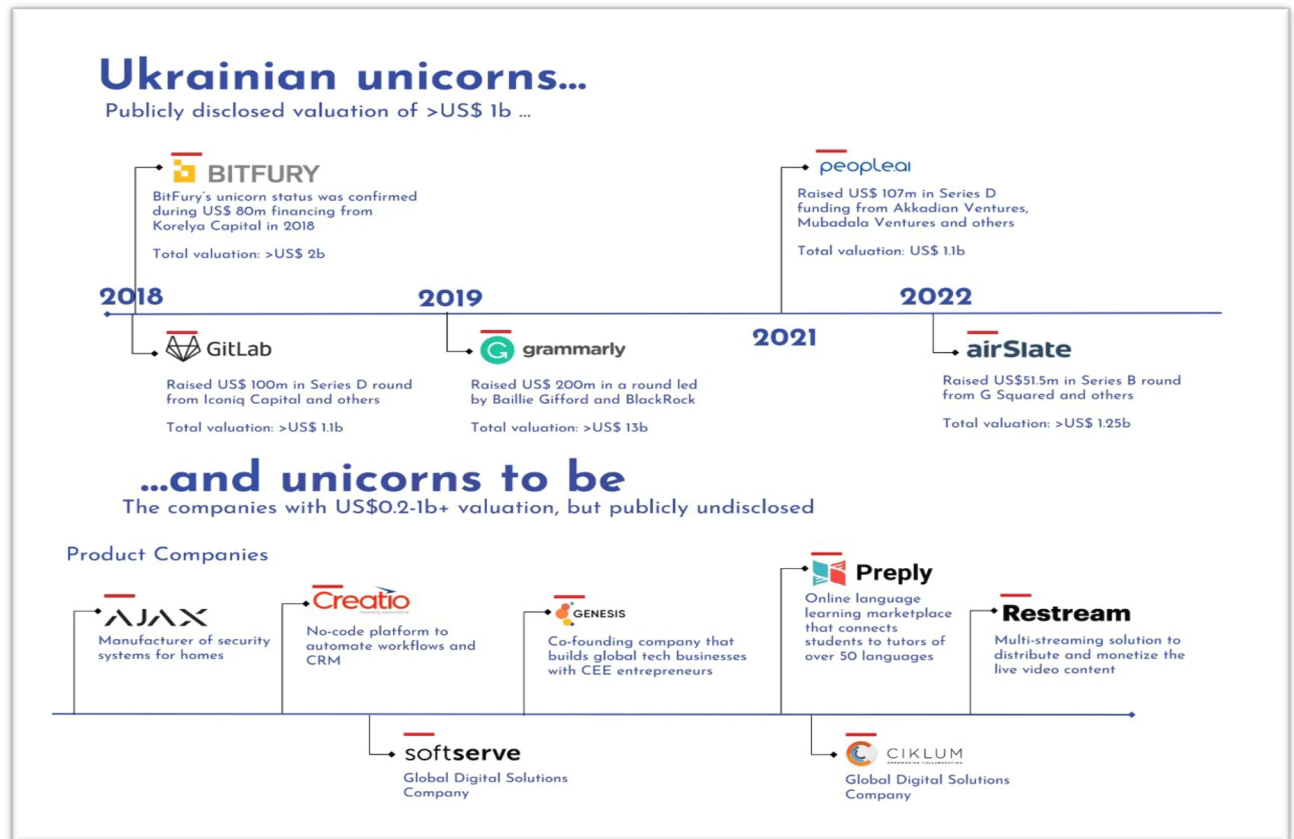 Ukrainian unicorns...
Publicly disclosed valuation of >US$ 1b ...
BITFURY
BitFury's unicorn status was confirmed
during US$ 80m financing from
Korelya Capital in 2018
Total valuation: >US$ 2b
people.ai
Raised US$ 107m in Series D
funding from Akkadian Ventures,
Mubadala Ventures and others
Total valuation: US$ 1.1b
2018
2019
2021
2022
GitLab
Raised US$ 100m in Series D round
from Iconiq Capital and others
Total valuation: >US$ 1.1b
grammarly
Raised US$ 200m in a round led
by Baillie Gifford and BlackRock
Total valuation: >US$ 13b
airSlate
Raised US$51.5m in Series B round
from G Squared and others
Total valuation: >US$ 1.25b
...and unicorns to be
The companies with US$0.2-1b+ valuation, but publicly undisclosed
Product Companies
AJAX
Manufacturer of security
systems for homes
Creatio
No-code platform to
automate workflows and
CRM
GENESIS
Co-founding company that
builds global tech businesses
with CEE entrepreneurs
Preply
Online language
learning marketplace
that connects
students to tutors of
over 50 languages
Restream
Multi-streaming solution to
distribute and monetize the
live video content
softserve
Global Digital Solutions
Company
CIKLUM
Global Digital Solutions
Company